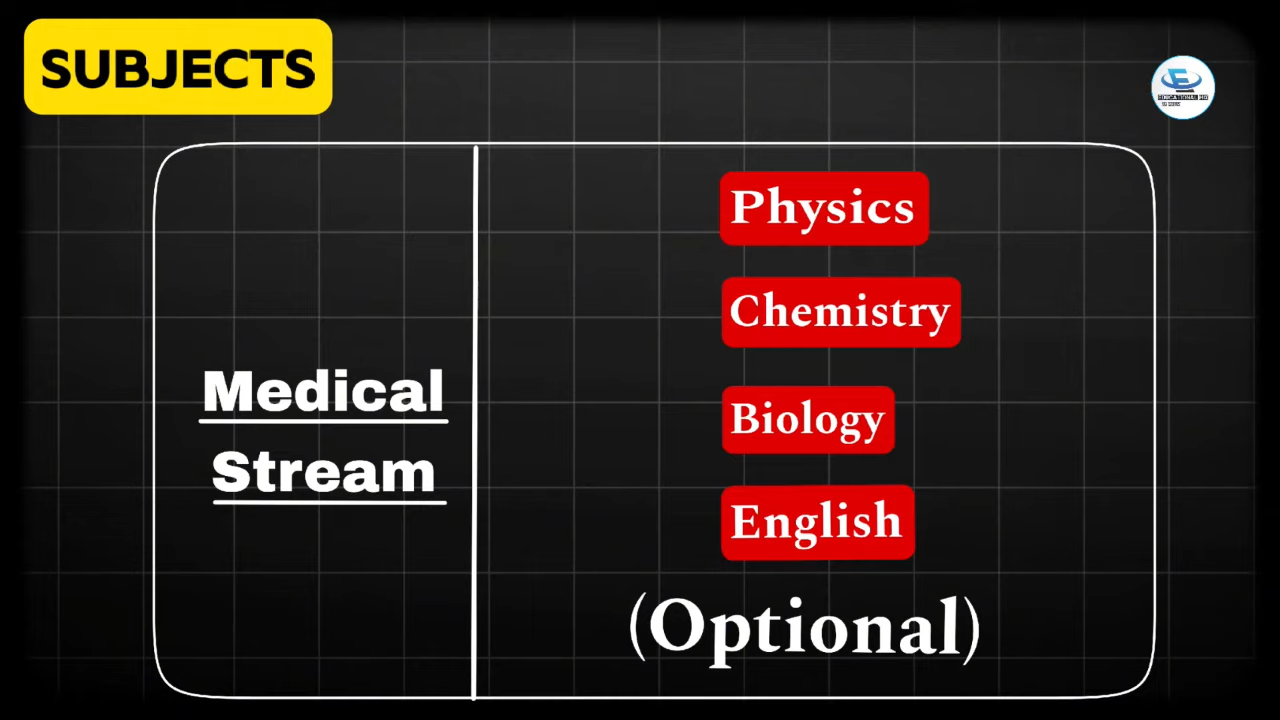 SUBJECTS
Medical
Stream
Physics
Chemistry
Biology
English
(Optional)